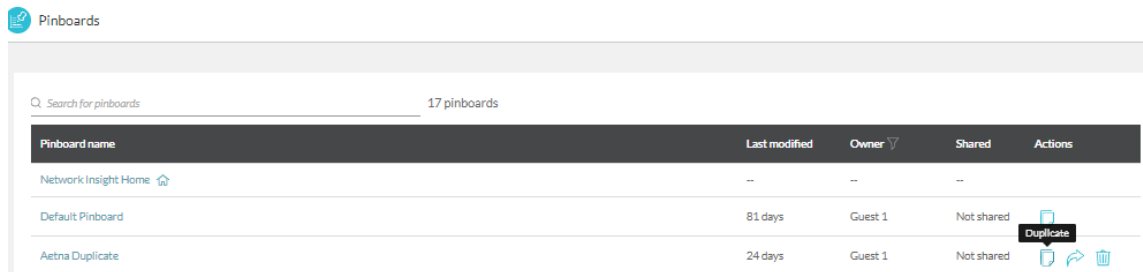 Pinboards
Search for pinboards 17 pinboards
Pinboard name Last modified Owner Shared Actions
Network Insight Home -- -- --
Default Pinboard 81 days Guest 1 Not shared
Duplicate
Aetna Duplicate 24 days Guest 1 Not shared